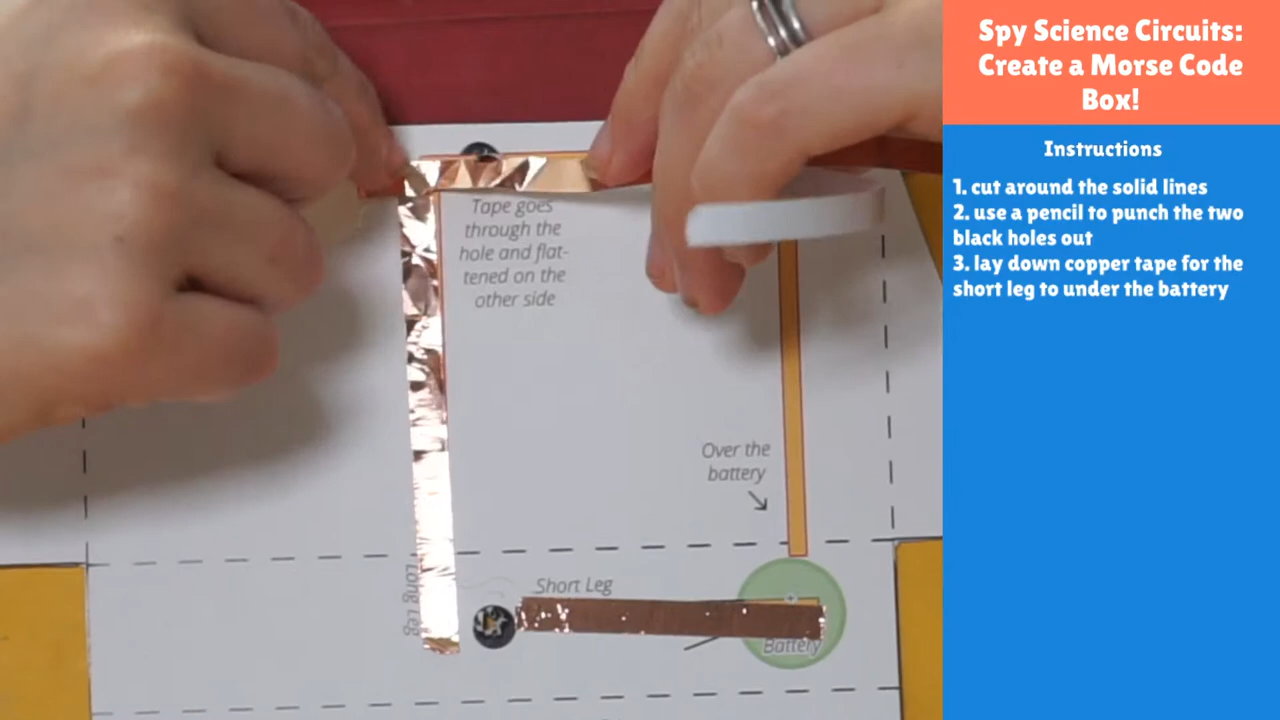 Spy Science Circuits:
Create a Morse Code
Box!
Instructions
1. cut around the solid lines
2. use a pencil to punch the two
black holes out
3. lay down copper tape for the
short leg to under the battery
Tape goes
through the
hole and flat-
tened on the
other side
Over the
battery
Long Leg
Short Leg
Battery